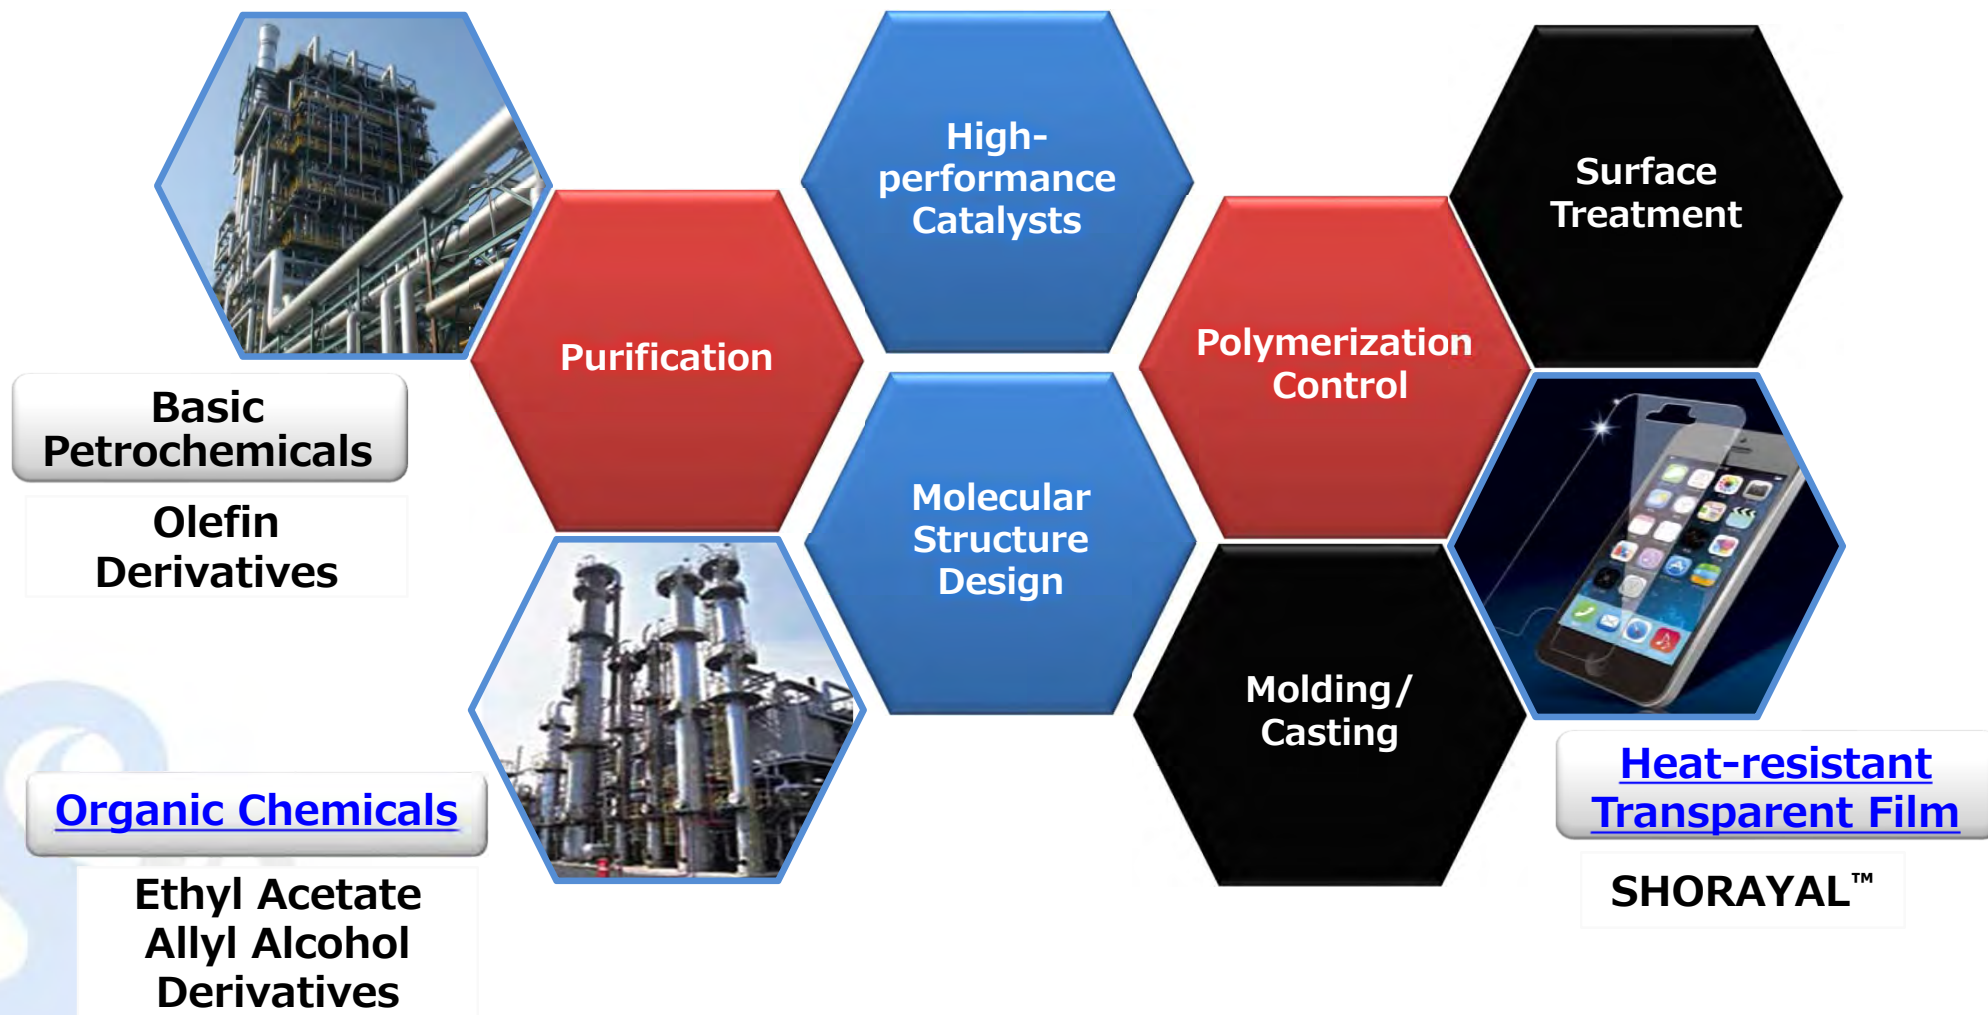 High-
performance
Catalysts
Surface
Treatment
Purification
Polymerization
Control
Basic
Petrochemicals
Olefin
Derivatives
Molecular
Structure
Design
Molding/
Casting
Organic Chemicals
Ethyl Acetate
Allyl Alcohol
Derivatives
Heat-resistant
Transparent Film
SHORAYAL™